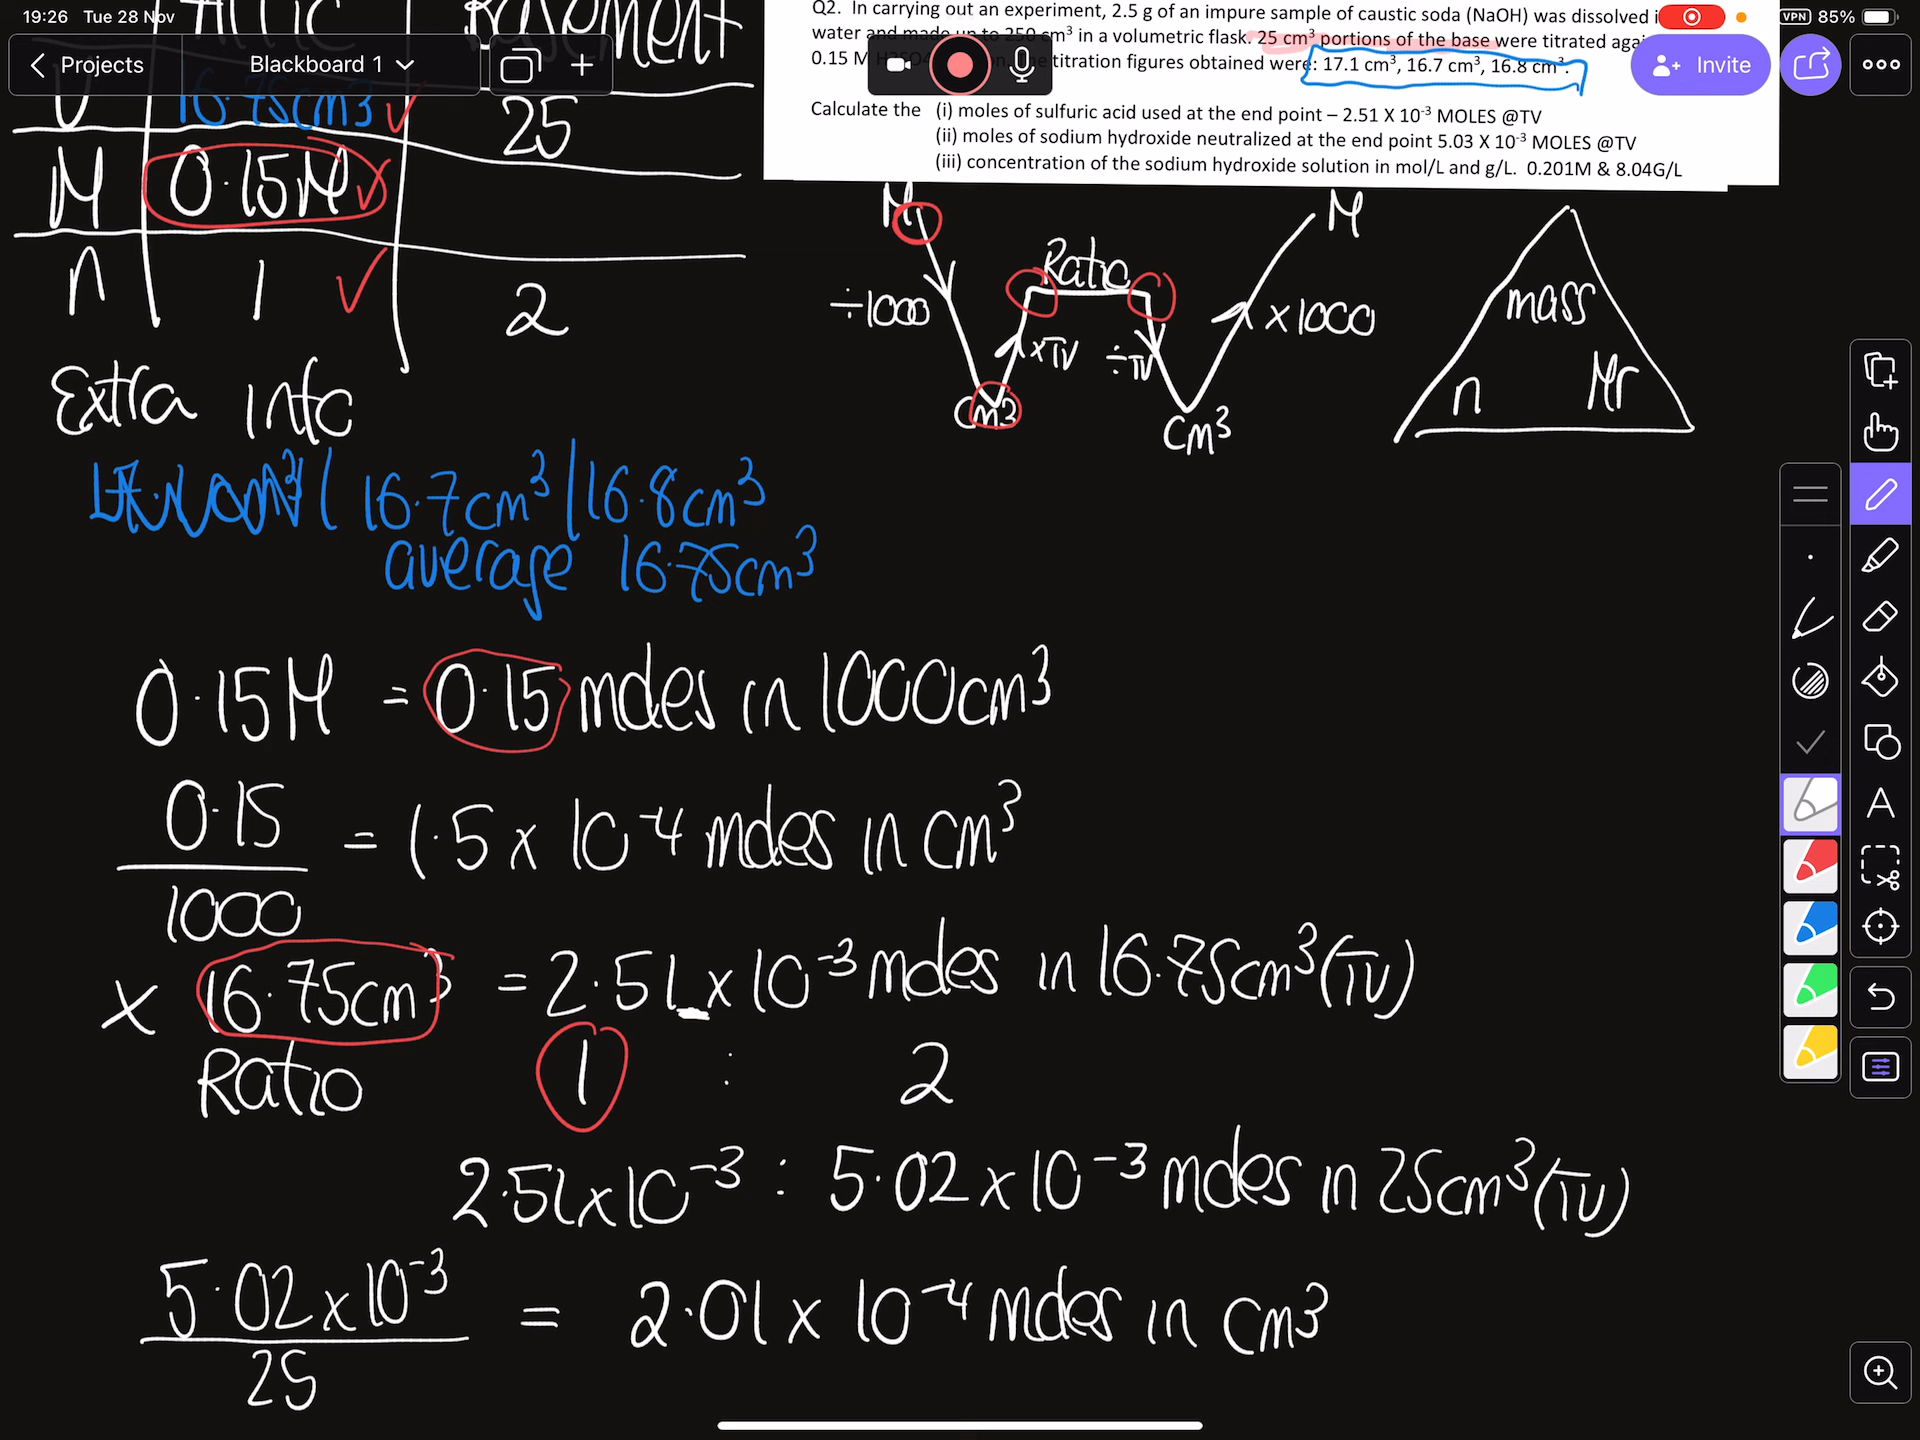 19:26 Tue 28 Nov
VPN 85%
Projects
Blackboard 1
Invite
Q2. In carrying out an experiment, 2.5 g of an impure sample of caustic soda (NaOH) was dissolved
water and made up to 250 cm³ in a volumetric flask. 25 cm³ portions of the base were titrated
0.15 M titration figures obtained were: 17.1 cm³, 16.7 cm³, 16.8 cm³.
Calculate the (i) moles of sulfuric acid used at the end point – 2.51 X 10⁻³ MOLES @TV
(ii) moles of sodium hydroxide neutralized at the end point 5.03 X 10⁻³ MOLES @TV
(iii) concentration of the sodium hydroxide solution in mol/L and g/L. 0.201M & 8.04G/L
16.75cm3 ✓ 25
M 0.15M ✓
n 1 ✓ 2
M
÷1000
cm3
xTV
Ratio
÷TV
cm3
x1000
M
mass
n Mr
Extra info
16.7cm3 | 16.8cm3
average 16.75cm3
0.15M = 0.15 moles in 1000cm3
0.15 / 1000 = 1.5 x 10-4 moles in cm3
x 16.75cm3 = 2.51 x 10-3 moles in 16.75cm3 (TV)
Ratio 1 : 2
2.51x10-3 : 5.02 x 10-3 moles in 25cm3 (TV)
5.02x10-3 / 25 = 2.01 x 10-4 moles in cm3
A